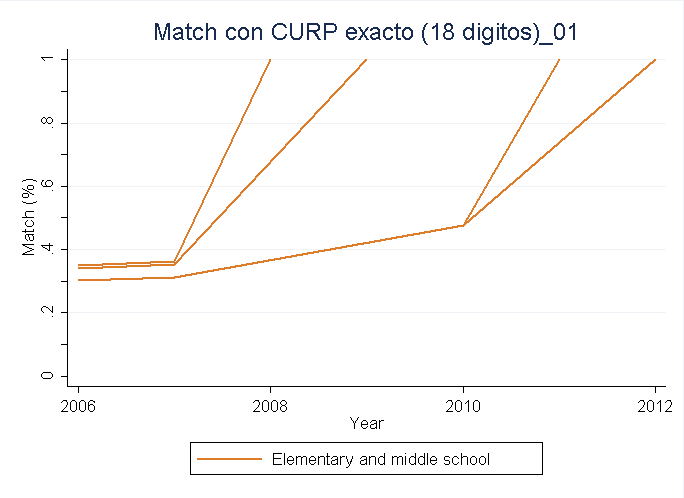 Match con CURP exacto (18 digitos)_01
Match (%)
1
.8
.6
.4
.2
0
2006
2008
2010
2012
Year
Elementary and middle school